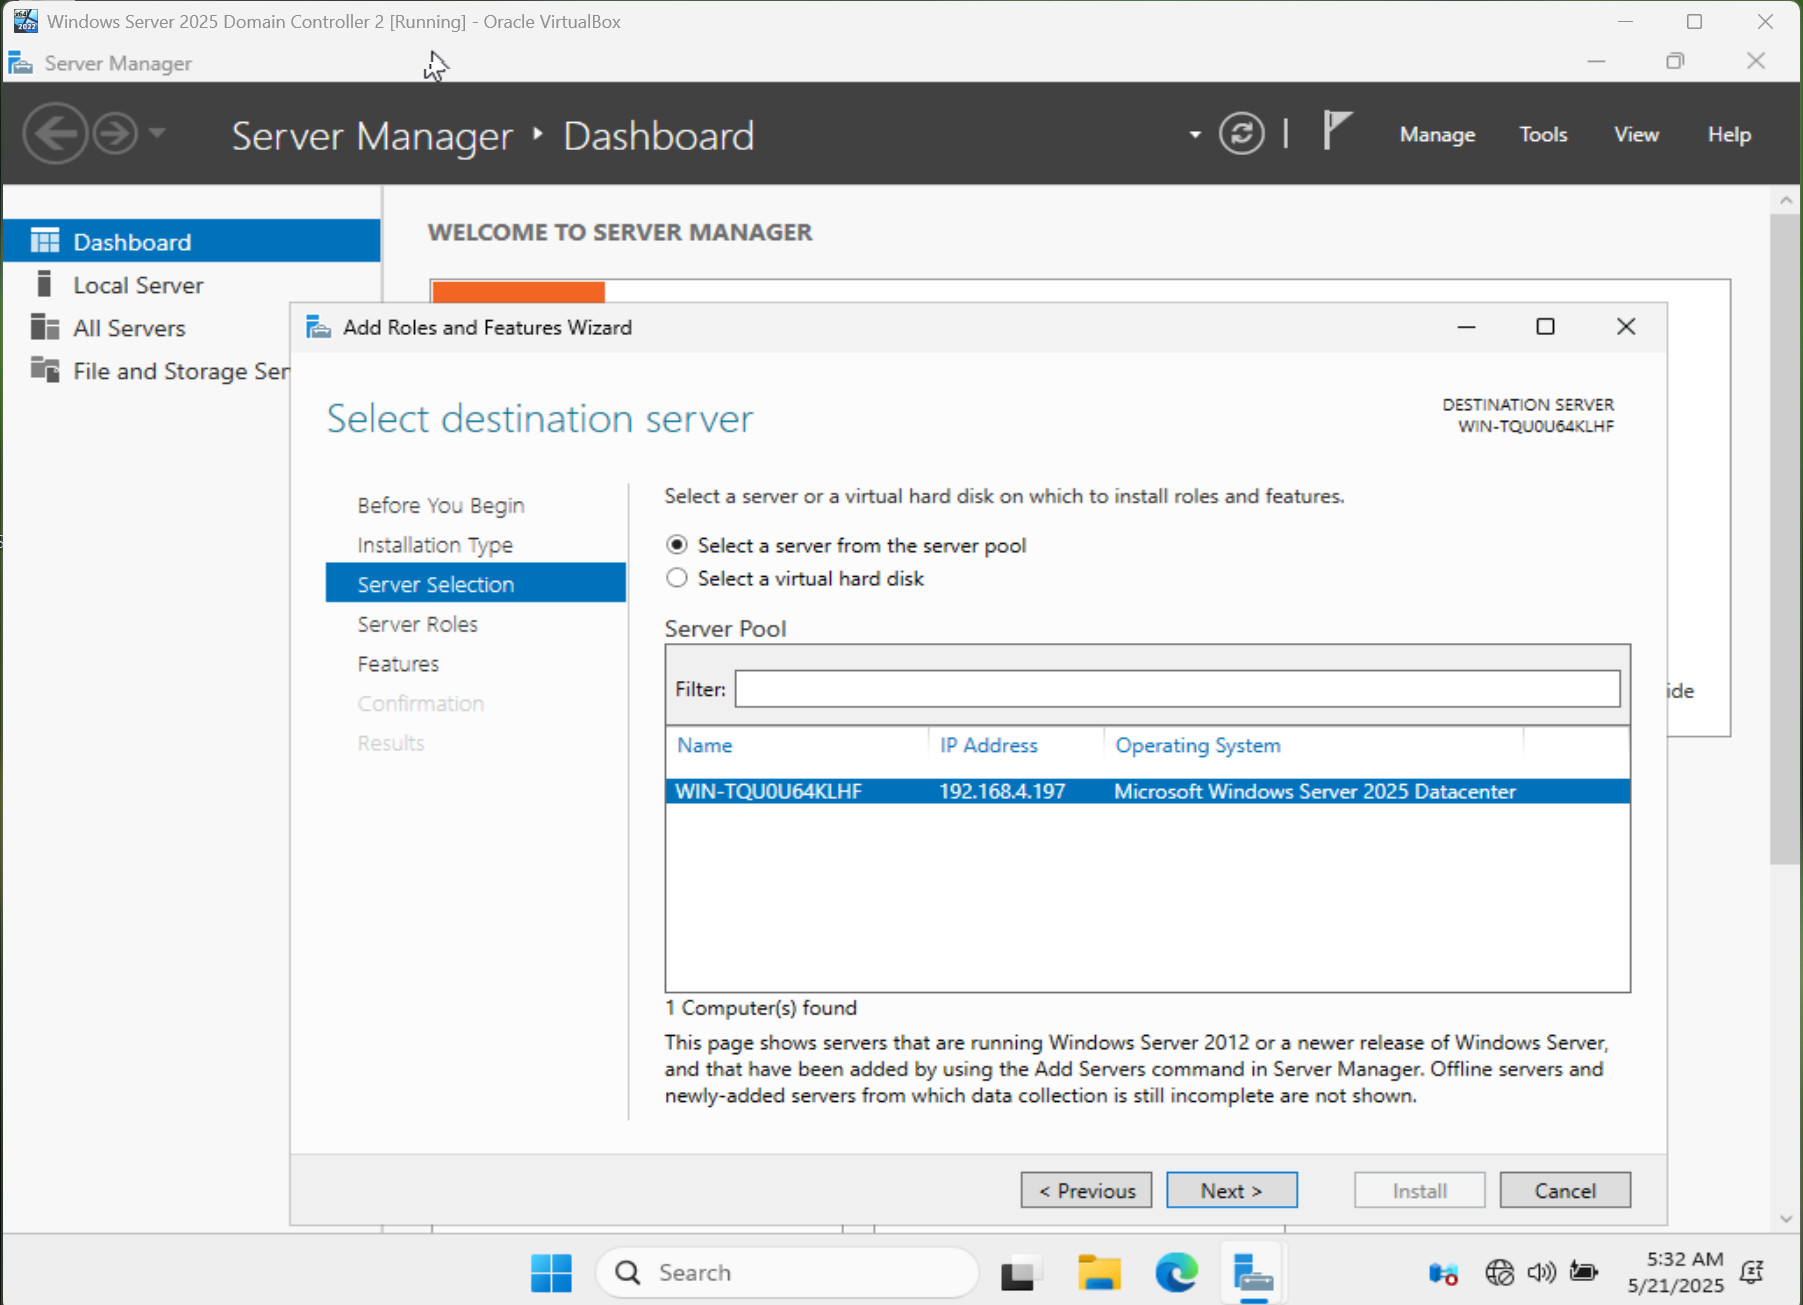 Windows Server 2025 Domain Controller 2 [Running] - Oracle VirtualBox
Server Manager
Server Manager ‣ Dashboard
Manage Tools View Help
Dashboard
Local Server
All Servers
File and Storage Ser
WELCOME TO SERVER MANAGER
Add Roles and Features Wizard
Select destination server
DESTINATION SERVER
WIN-TQU0U64KLHF
Before You Begin
Installation Type
Server Selection
Server Roles
Features
Confirmation
Results
Select a server or a virtual hard disk on which to install roles and features.
Select a server from the server pool
Select a virtual hard disk
Server Pool
Filter:
Name IP Address Operating System
WIN-TQU0U64KLHF 192.168.4.197 Microsoft Windows Server 2025 Datacenter
1 Computer(s) found
This page shows servers that are running Windows Server 2012 or a newer release of Windows Server,
and that have been added by using the Add Servers command in Server Manager. Offline servers and
newly-added servers from which data collection is still incomplete are not shown.
ide
< Previous Next > Install Cancel
Search
5:32 AM
5/21/2025